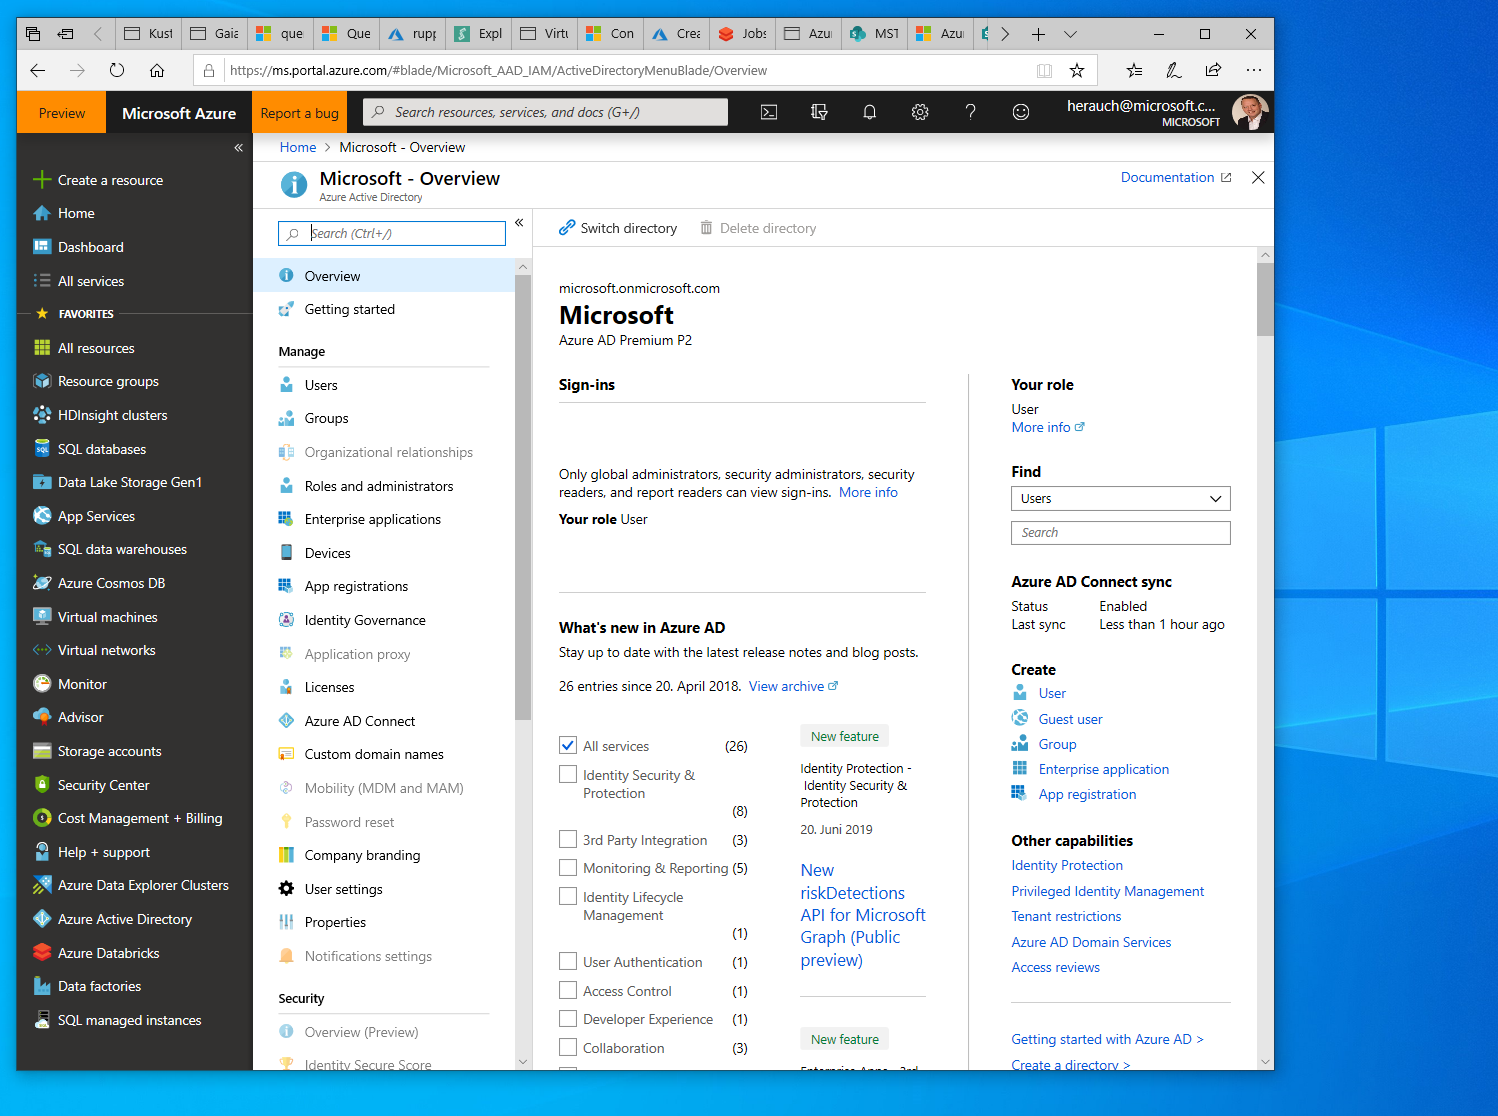 Kust
Gaia
que
Que
rupp
Expl
Virtu
Con
Crea
Jobs
Azur
MST
Azur
https://ms.portal.azure.com/#blade/Microsoft_AAD_IAM/ActiveDirectoryMenuBlade/Overview
Preview
Microsoft Azure
Report a bug
Search resources, services, and docs (G+/)
herauch@microsoft.c...
MICROSOFT
Create a resource
Home
Dashboard
All services
FAVORITES
All resources
Resource groups
HDInsight clusters
SQL databases
Data Lake Storage Gen1
App Services
SQL data warehouses
Azure Cosmos DB
Virtual machines
Virtual networks
Monitor
Advisor
Storage accounts
Security Center
Cost Management + Billing
Help + support
Azure Data Explorer Clusters
Azure Active Directory
Azure Databricks
Data factories
SQL managed instances
Home > Microsoft - Overview
Microsoft - Overview
Azure Active Directory
Documentation
Search (Ctrl+/)
Overview
Getting started
Manage
Users
Groups
Organizational relationships
Roles and administrators
Enterprise applications
Devices
App registrations
Identity Governance
Application proxy
Licenses
Azure AD Connect
Custom domain names
Mobility (MDM and MAM)
Password reset
Company branding
User settings
Properties
Notifications settings
Security
Overview (Preview)
Identity Secure Score
Switch directory
Delete directory
microsoft.onmicrosoft.com
Microsoft
Azure AD Premium P2
Sign-ins
Only global administrators, security administrators, security
readers, and report readers can view sign-ins. More info
Your role User
What's new in Azure AD
Stay up to date with the latest release notes and blog posts.
26 entries since 20. April 2018. View archive
All services (26)
Identity Security &
Protection
(8)
3rd Party Integration (3)
Monitoring & Reporting (5)
Identity Lifecycle
Management
(1)
User Authentication (1)
Access Control (1)
Developer Experience (1)
Collaboration (3)
New feature
Identity Protection -
Identity Security &
Protection
20. Juni 2019
New
riskDetections
API for Microsoft
Graph (Public
preview)
New feature
Enterprise Apps - 3rd
Your role
User
More info
Find
Users
Search
Azure AD Connect sync
Status Enabled
Last sync Less than 1 hour ago
Create
User
Guest user
Group
Enterprise application
App registration
Other capabilities
Identity Protection
Privileged Identity Management
Tenant restrictions
Azure AD Domain Services
Access reviews
Getting started with Azure AD >
Create a directory >